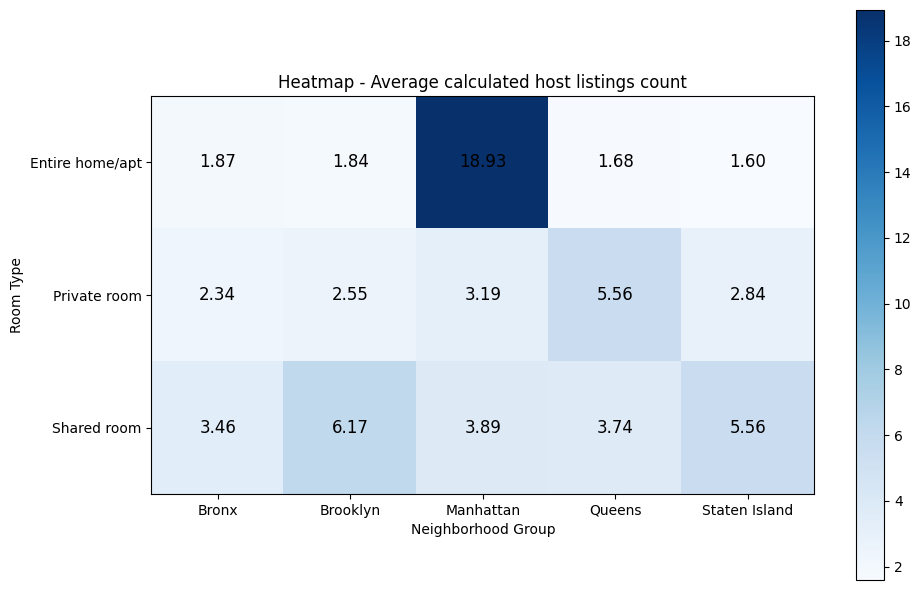 Heatmap - Average calculated host listings count
Room Type
Entire home/apt
1.87 1.84 18.93 1.68 1.60
Private room
2.34 2.55 3.19 5.56 2.84
Shared room
3.46 6.17 3.89 3.74 5.56
Bronx Brooklyn Manhattan Queens Staten Island
Neighborhood Group
18
16
14
12
10
8
6
4
2